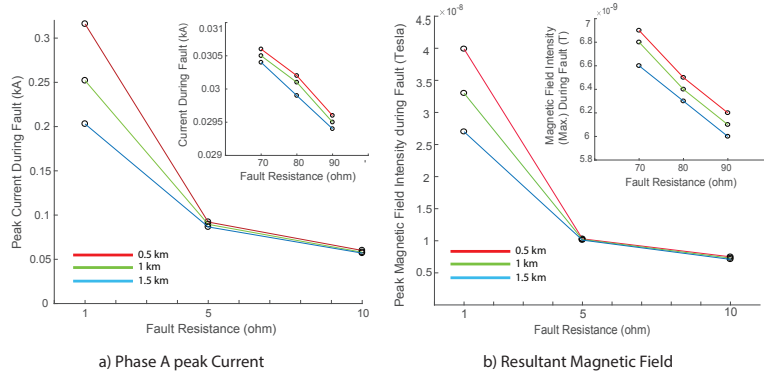 Peak Current During Fault (kA)
0.3
0.25
0.2
0.15
0.1
0.05
0
1
5
10
Fault Resistance (ohm)
0.5 km
1 km
1.5 km
Current During Fault (kA)
0.031
0.0305
0.03
0.0295
0.029
70
80
90
Fault Resistance (ohm)
a) Phase A peak Current
Peak Magnetic Field Intensity during Fault (Tesla)
×10⁻⁸
4.5
4
3.5
3
2.5
2
1.5
1
0.5
1
5
10
Fault Resistance (ohm)
0.5 km
1 km
1.5 km
Magnetic Field Intensity
(Max.) During Fault (T)
×10⁻⁹
7
6.8
6.6
6.4
6.2
6
5.8
70
80
90
Fault Resistance (ohm)
b) Resultant Magnetic Field